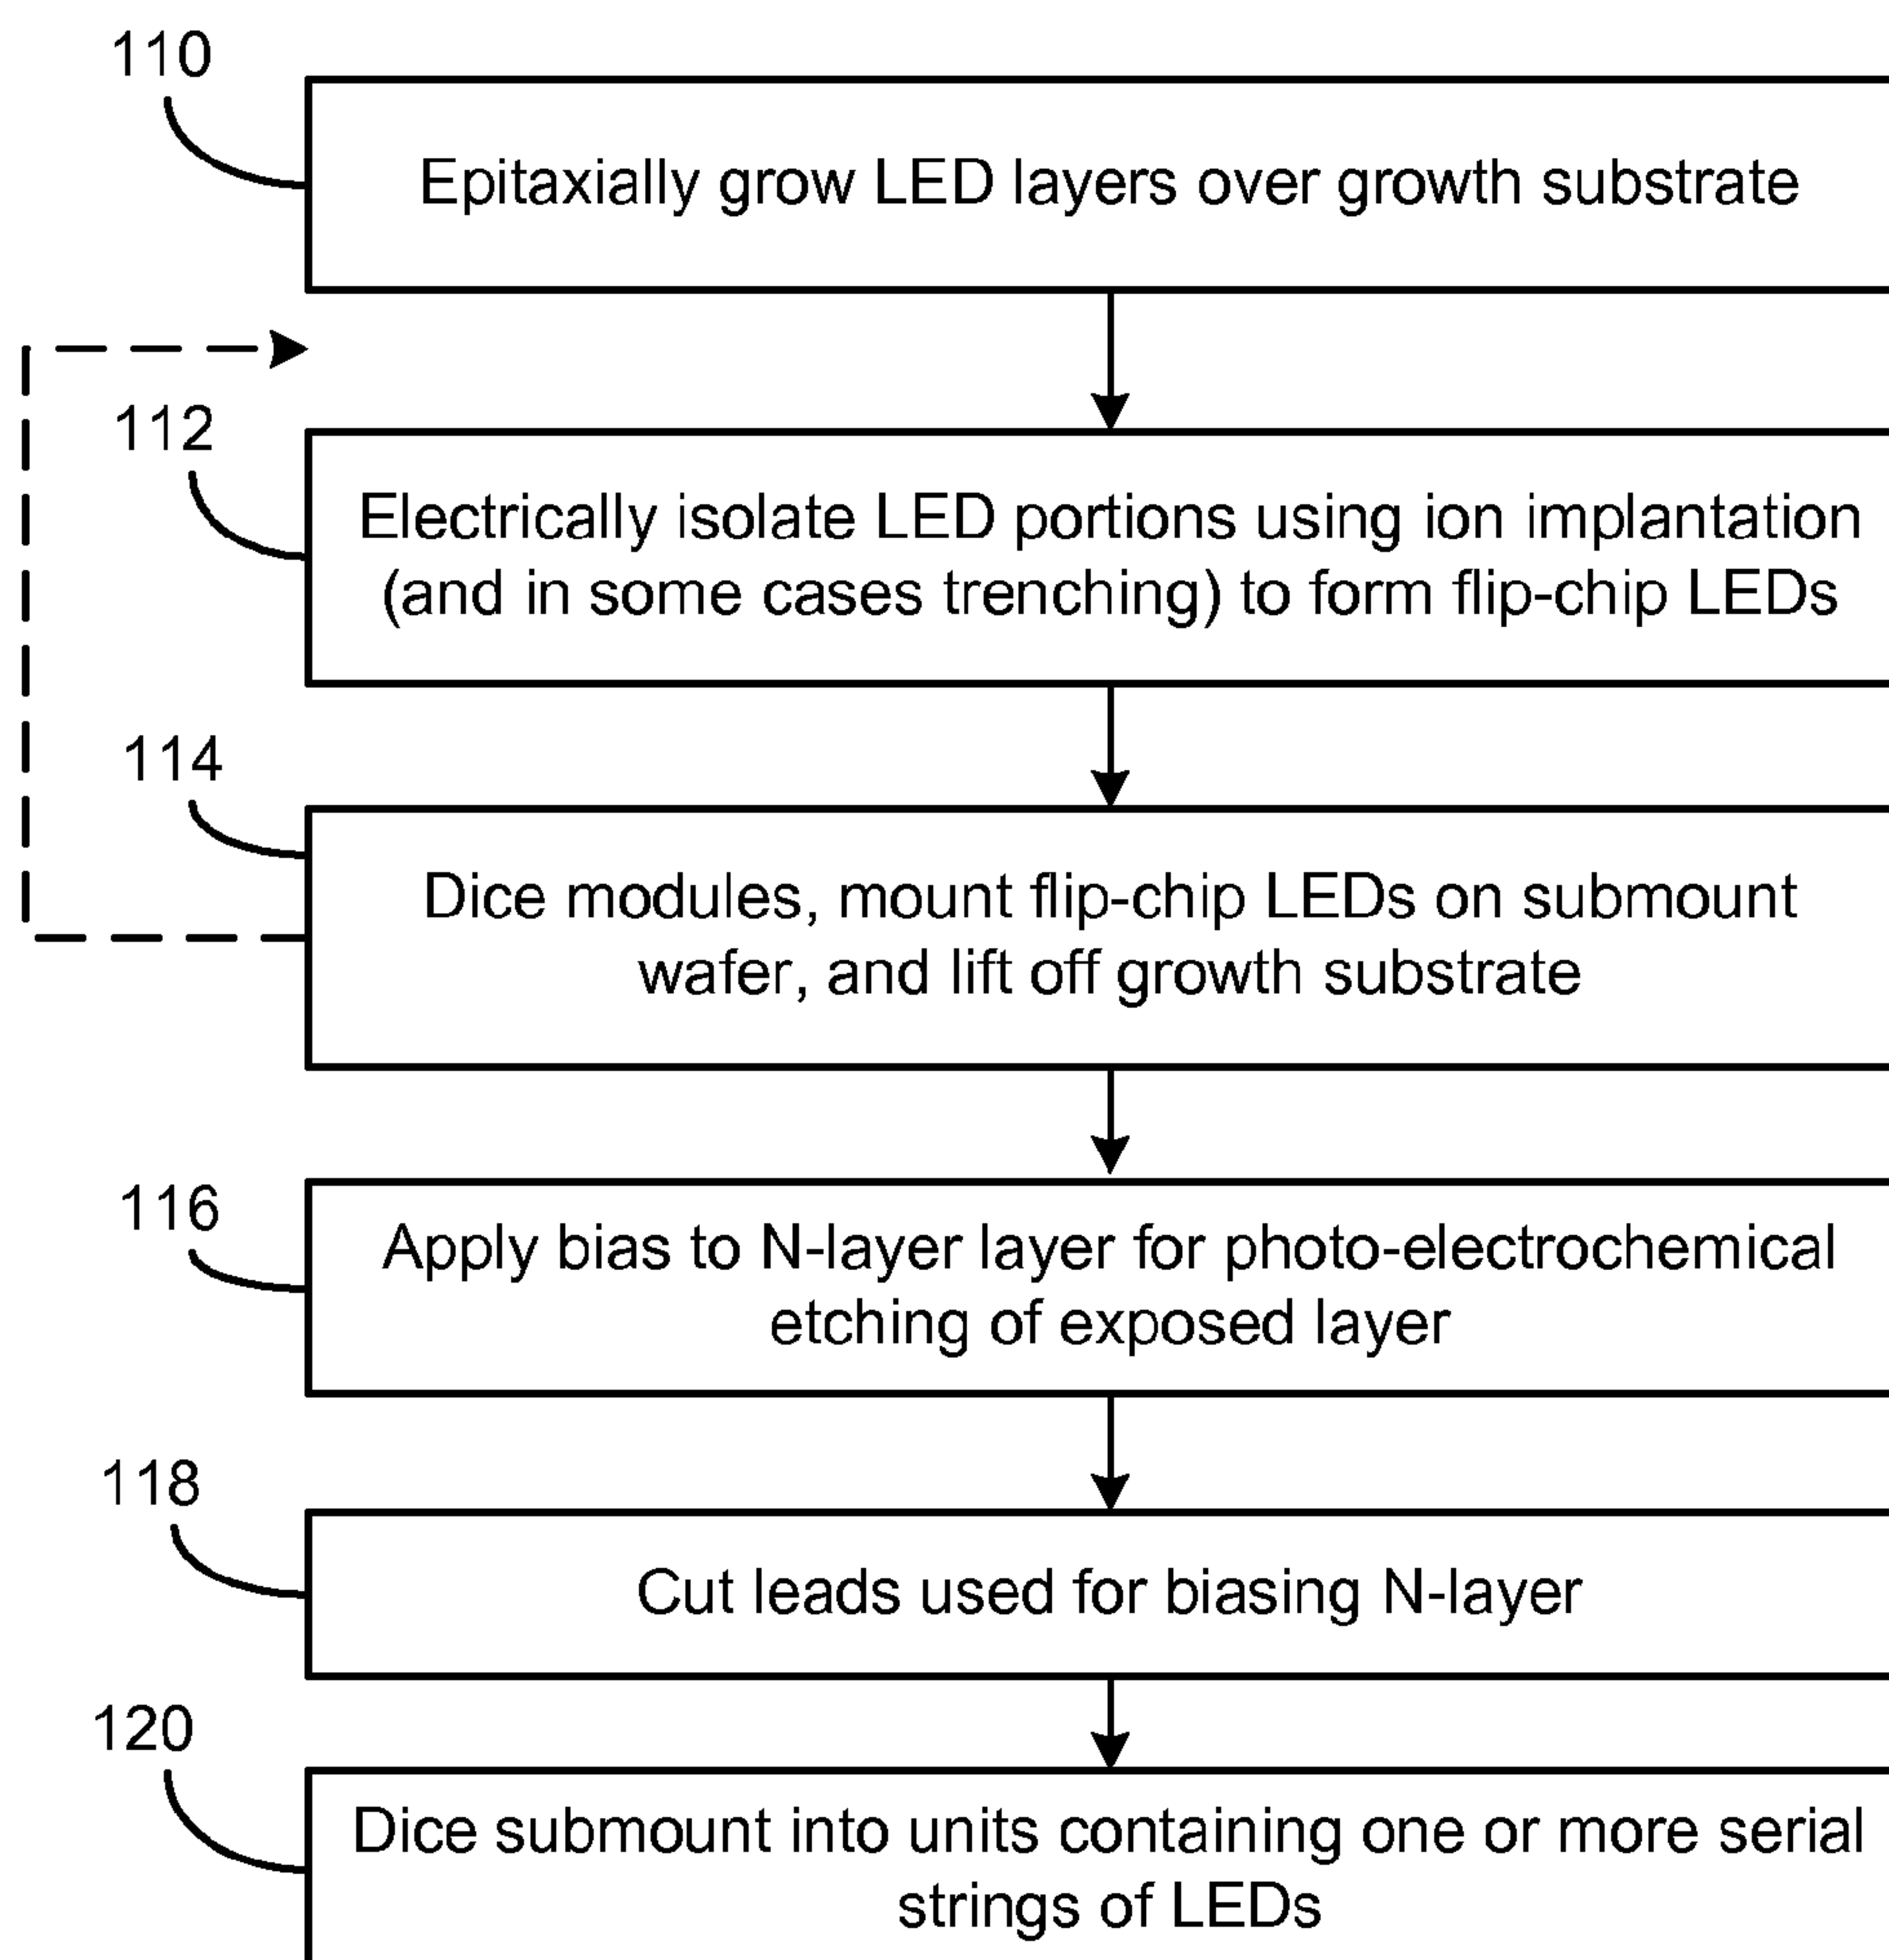 110
Epitaxially grow LED layers over growth substrate
112
Electrically isolate LED portions using ion implantation
(and in some cases trenching) to form flip-chip LEDs
114
Dice modules, mount flip-chip LEDs on submount
wafer, and lift off growth substrate
116
Apply bias to N-layer layer for photo-electrochemical
etching of exposed layer
118
Cut leads used for biasing N-layer
120
Dice submount into units containing one or more serial
strings of LEDs